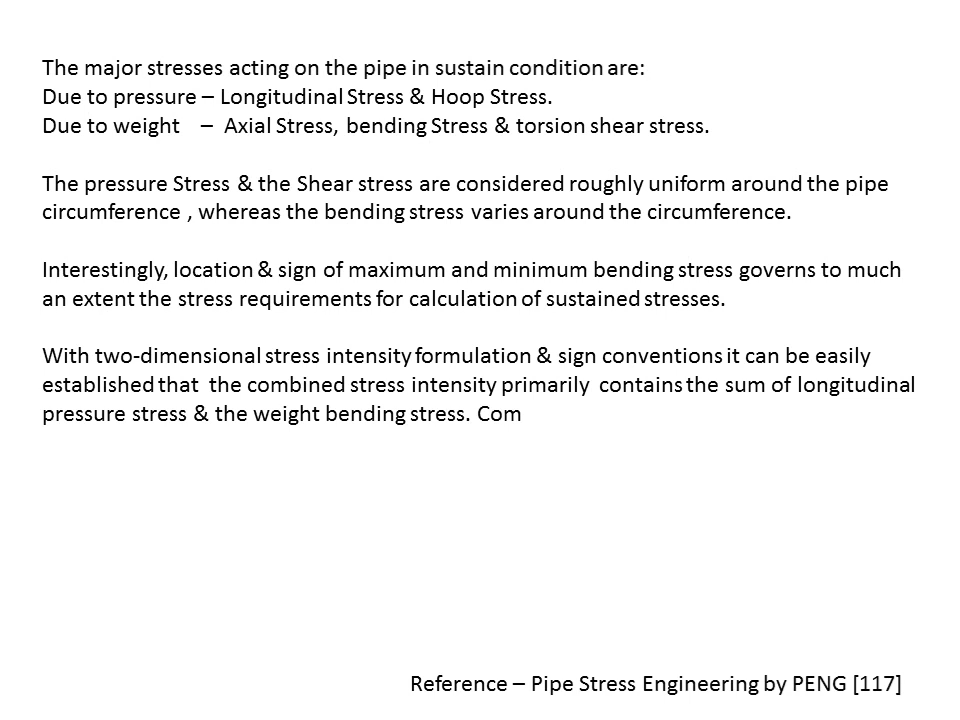 The major stresses acting on the pipe in sustain condition are:
Due to pressure – Longitudinal Stress & Hoop Stress.
Due to weight – Axial Stress, bending Stress & torsion shear stress.
The pressure Stress & the Shear stress are considered roughly uniform around the pipe
circumference , whereas the bending stress varies around the circumference.
Interestingly, location & sign of maximum and minimum bending stress governs to much
an extent the stress requirements for calculation of sustained stresses.
With two-dimensional stress intensity formulation & sign conventions it can be easily
established that the combined stress intensity primarily contains the sum of longitudinal
pressure stress & the weight bending stress. Com
Reference – Pipe Stress Engineering by PENG [117]